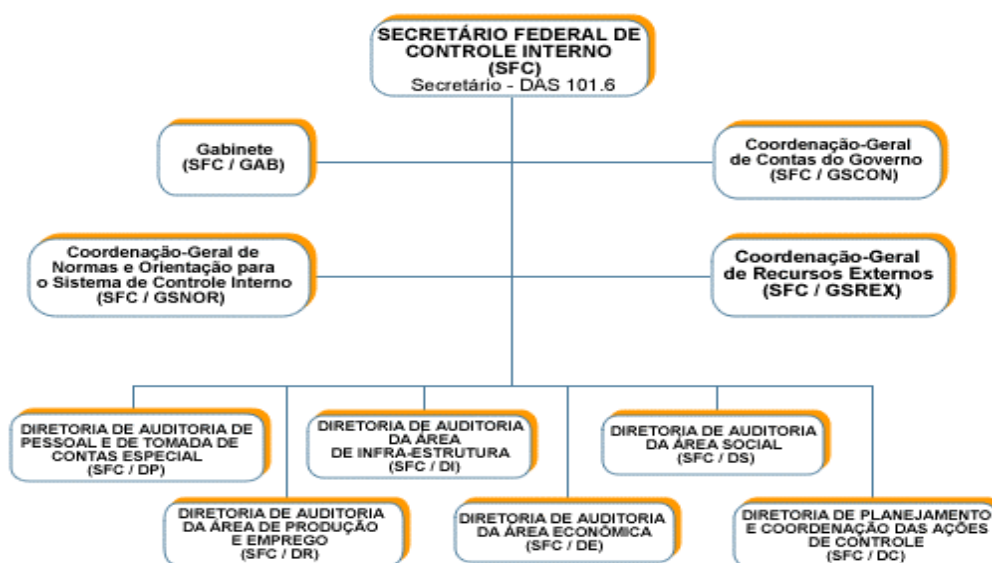 SECRETÁRIO FEDERAL DE
CONTROLE INTERNO
(SFC)
Secretário - DAS 101.6
Gabinete
(SFC / GAB)
Coordenação-Geral
de Contas do Governo
(SFC / GSCON)
Coordenação-Geral de
Normas e Orientação para
o Sistema de Controle Interno
(SFC / GSNOR)
Coordenação-Geral
de Recursos Externos
(SFC / GSREX)
DIRETORIA DE AUDITORIA DE
PESSOAL E DE TOMADA DE
CONTAS ESPECIAL
(SFC / DP)
DIRETORIA DE AUDITORIA
DA ÁREA
DE INFRA-ESTRUTURA
(SFC / DI)
DIRETORIA DE AUDITORIA
DA ÁREA SOCIAL
(SFC / DS)
DIRETORIA DE AUDITORIA
DA ÁREA DE PRODUÇÃO
E EMPREGO
(SFC / DR)
DIRETORIA DE AUDITORIA
DA ÁREA ECONÔMICA
(SFC / DE)
DIRETORIA DE PLANEJAMENTO
E COORDENAÇÃO DAS AÇÕES
DE CONTROLE
(SFC / DC)